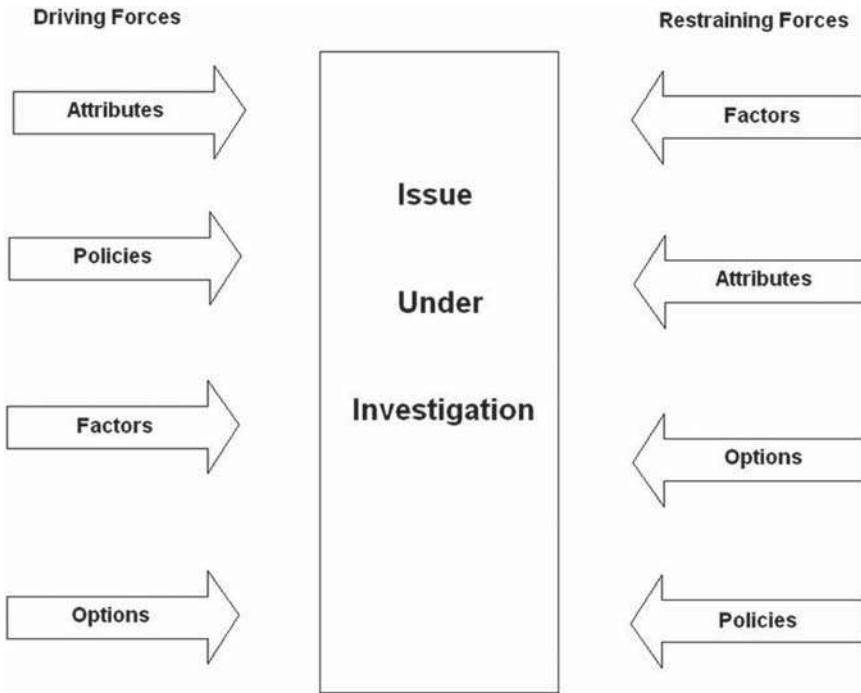 Driving Forces
Restraining Forces
Attributes
Policies
Factors
Options
Issue
Under
Investigation
Factors
Attributes
Options
Policies